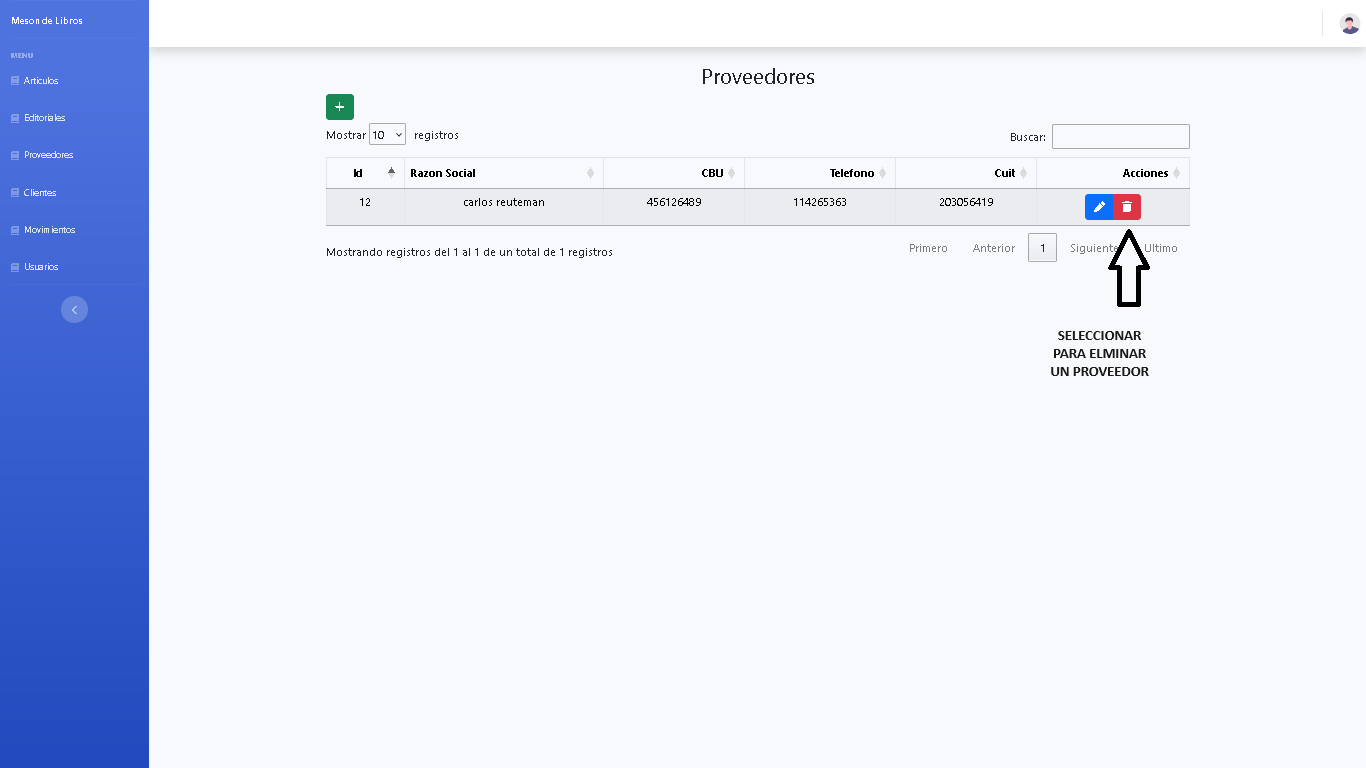 Meson de Libros
MENU
Articulos
Editoriales
Proveedores
Clientes
Movimientos
Usuarios
Proveedores
+
Mostrar 10 registros
Buscar:
Id Razon Social CBU Telefono Cuit Acciones
12 carlos reuteman 456126489 114265363 203056419
Mostrando registros del 1 al 1 de un total de 1 registros
Primero Anterior 1 Siguiente Ultimo
SELECCIONAR
PARA ELMINAR
UN PROVEEDOR